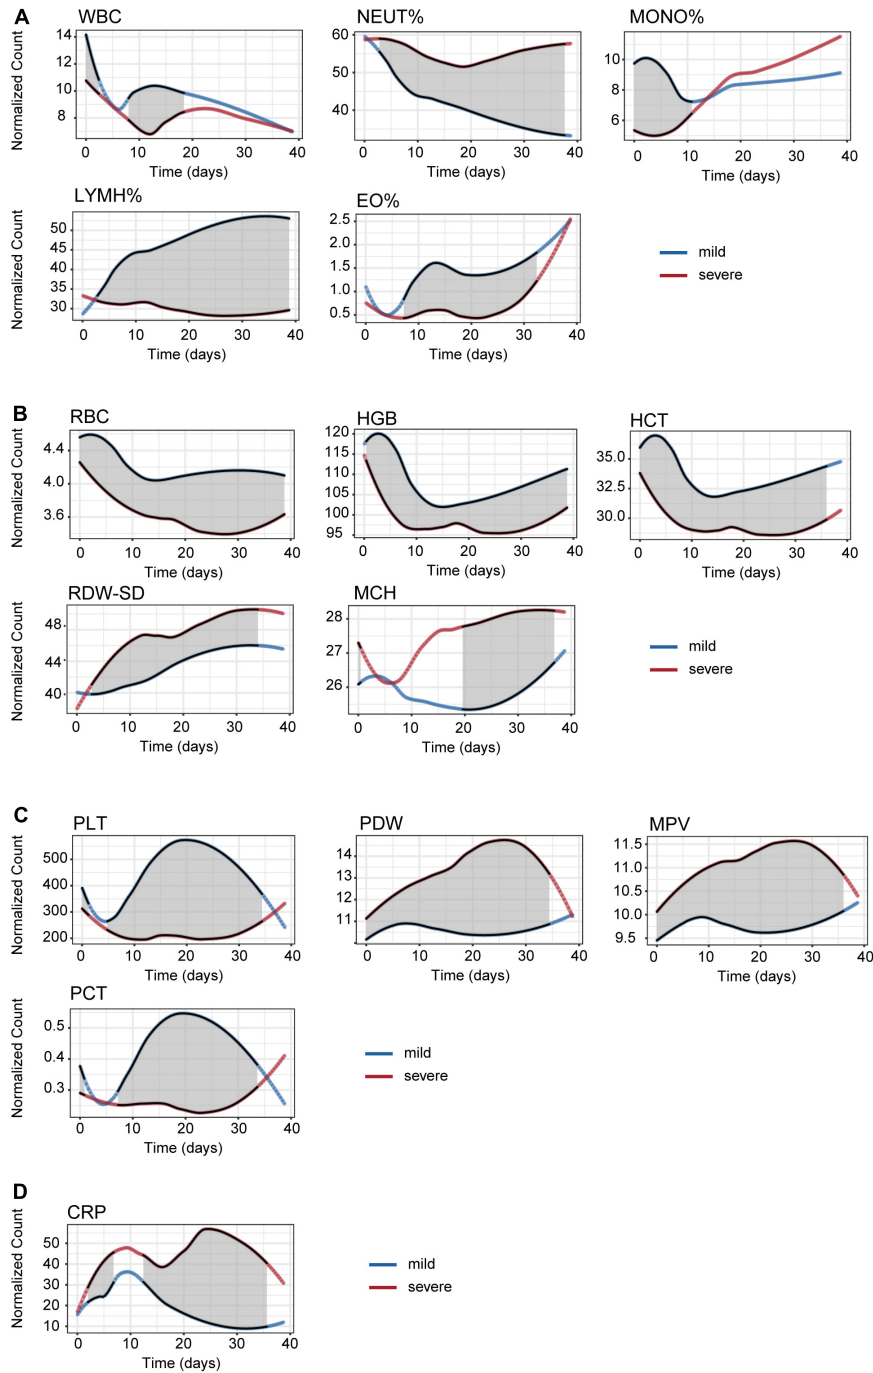 A
WBC
NEUT%
MONO%
Normalized Count
14
12
10
8
0 10 20 30 40
Time (days)
60
50
40
0 10 20 30 40
Time (days)
10
8
6
0 10 20 30 40
Time (days)
LYMH%
EO%
Normalized Count
50
45
40
35
30
0 10 20 30 40
Time (days)
2.5
2.0
1.5
1.0
0.5
0 10 20 30 40
Time (days)
mild
severe
B
RBC
HGB
HCT
Normalized Count
4.4
4.0
3.6
0 10 20 30 40
Time (days)
120
115
110
105
100
95
0 10 20 30 40
Time (days)
35.0
32.5
30.0
0 10 20 30 40
Time (days)
RDW-SD
MCH
Normalized Count
48
44
40
0 10 20 30 40
Time (days)
28
27
26
0 10 20 30 40
Time (days)
mild
severe
C
PLT
PDW
MPV
Normalized Count
500
400
300
200
0 10 20 30 40
Time (days)
14
13
12
11
0 10 20 30 40
Time (days)
11.5
11.0
10.5
10.0
9.5
0 10 20 30 40
Time (days)
PCT
Normalized Count
0.5
0.4
0.3
0 10 20 30 40
Time (days)
mild
severe
D
CRP
Normalized Count
50
40
30
20
10
0 10 20 30 40
Time (days)
mild
severe